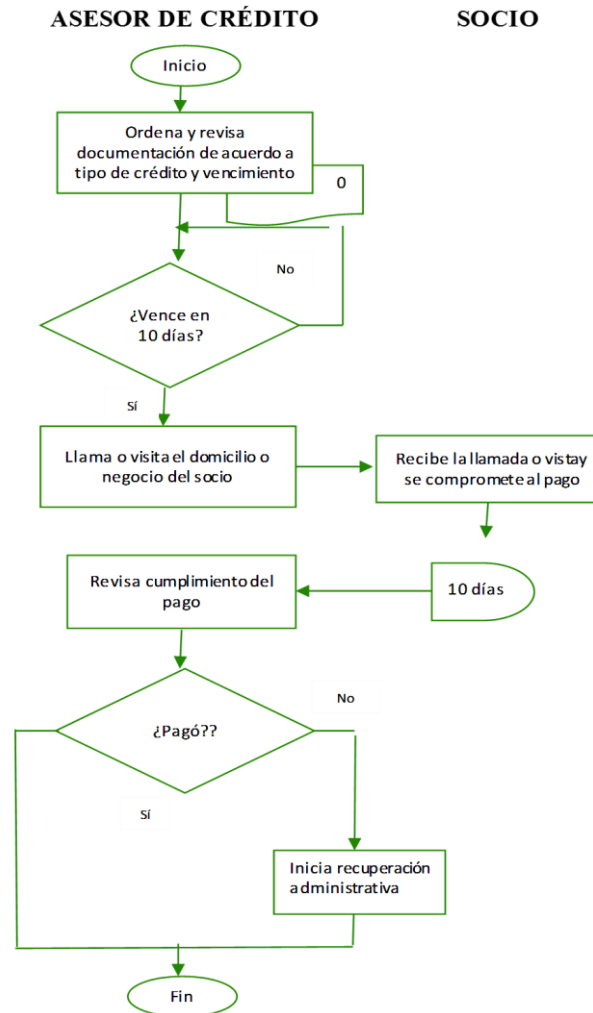 ASESOR DE CRÉDITO
SOCIO
Inicio
Ordena y revisa
documentación de acuerdo a
tipo de crédito y vencimiento
0
No
¿Vence en
10 días?
Sí
Llama o visita el domicilio o
negocio del socio
Recibe la llamada o vistay
se compromete al pago
Revisa cumplimiento del
pago
10 días
No
¿Pagó??
Sí
Inicia recuperación
administrativa
Fin